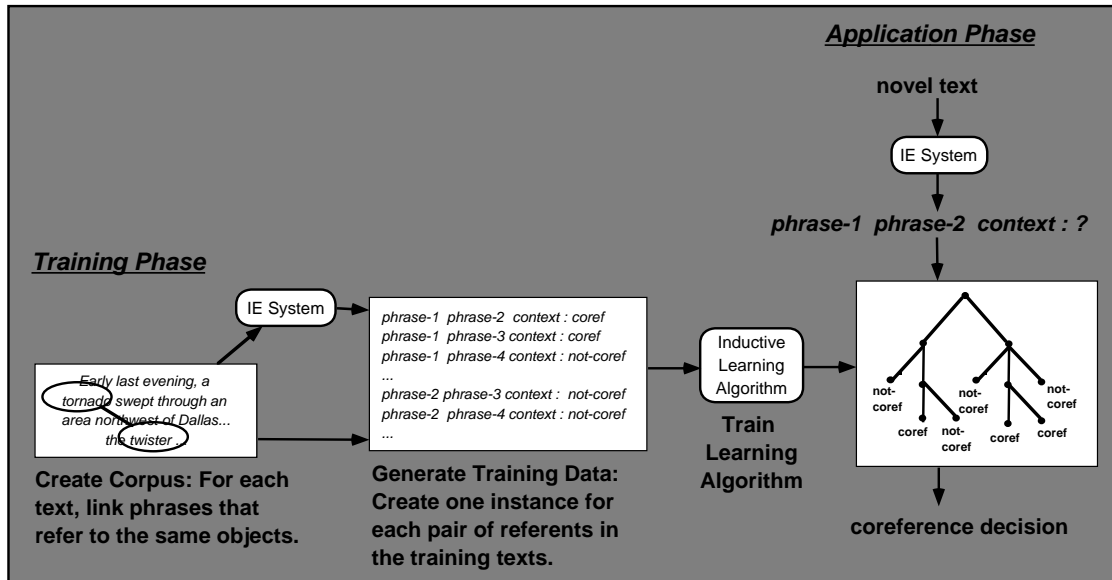 Application Phase
novel text
IE System
phrase-1 phrase-2 context : ?
Training Phase
IE System
Early last evening, a
tornado swept through an
area northwest of Dallas...
the twister ...
Create Corpus: For each
text, link phrases that
refer to the same objects.
phrase-1 phrase-2 context : coref
phrase-1 phrase-3 context : coref
phrase-1 phrase-4 context : not-coref
...
phrase-2 phrase-3 context : not-coref
phrase-2 phrase-4 context : not-coref
...
Generate Training Data:
Create one instance for
each pair of referents in
the training texts.
Inductive
Learning
Algorithm
Train
Learning
Algorithm
not-
coref
coref
not-
coref
not-
coref
coref
coref
not-
coref
coreference decision